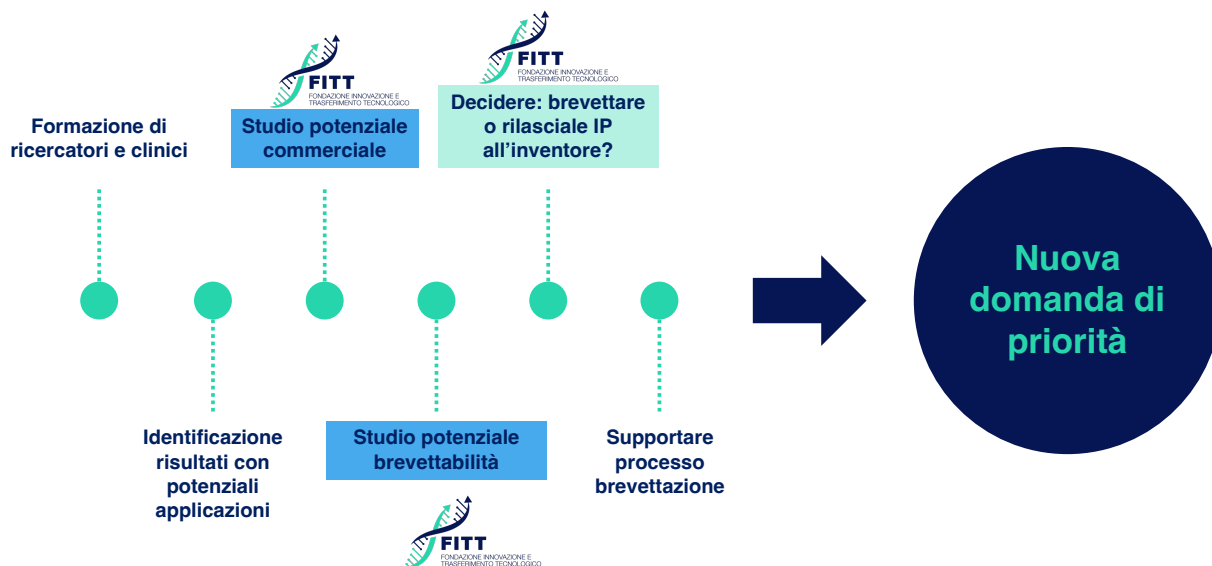 FITT
FONDAZIONE INNOVAZIONE E
TRASFERIMENTO TECNOLOGICO
FITT
FONDAZIONE INNOVAZIONE E
TRASFERIMENTO TECNOLOGICO
Formazione di
ricercatori e clinici
Studio potenziale
commerciale
Decidere: brevettare
o rilasciale IP
all'inventore?
Nuova
domanda di
priorità
Identificazione
risultati con
potenziali
applicazioni
Studio potenziale
brevettabilità
Supportare
processo
brevettazione
FITT
FONDAZIONE INNOVAZIONE E
TRASFERIMENTO TECNOLOGICO